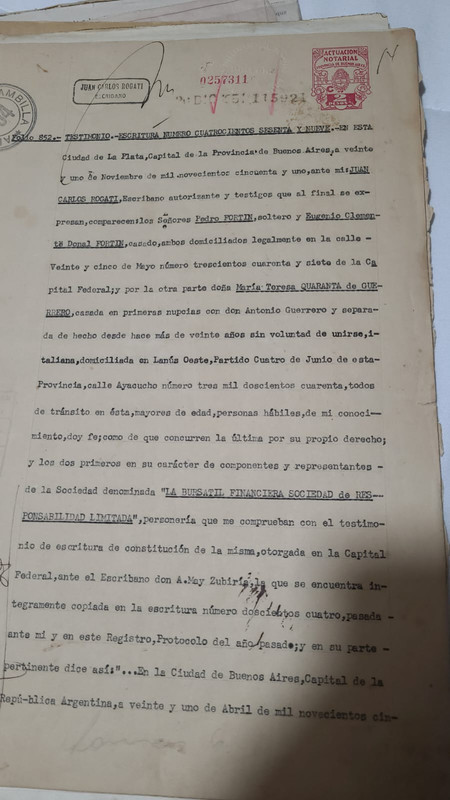 AMBILLA
JUAN CARLOS ROGATI
ESCRIBANO
0257311
DIC 51 115921
ACTUACIÓN
NOTARIAL
Folio 852.- TESTIMONIO.-ESCRITURA NUMERO CUATROCIENTOS SESENTA Y NUEVE.-EN ESTA
Ciudad de La Plata,Capital de la Provincia de Buenos Aires,a veinte
y uno de Noviembre de mil novecientos cincuenta y uno,ante mi:JUAN
CARLOS ROGATI,Escribano autorizante y testigos que al final se ex-
presan,comparecen:los Señores Pedro FORTIN,soltero y Eugenio Clemen-
te Donal FORTIN,casado,ambos domiciliados legalmente en la calle -
Veinte y cinco de Mayo número trescientos cuarenta y siete de la Ca
pital Federal;y por la otra parte doña María Teresa QUARANTA de GUE-
RRERO,casada en primeras nupcias con don Antonio Guerrero y separa-
da de hecho desde hace más de veinte años sin voluntad de unirse,i-
taliana,domiciliada en Lanús Oeste,Partido Cuatro de Junio de esta-
Provincia,calle Ayacucho número tres mil doscientos cuarenta,todos
de tránsito en ésta,mayores de edad,personas hábiles,de mi conoci-
miento,doy fe;como de que concurren la última por su propio derecho;
y los dos primeros en su carácter de componentes y representantes -
de la Sociedad denominada "LA BURSATIL FINANCIERA SOCIEDAD de RES-
PONSABILIDAD LIMITADA",personería que me comprueban con el testimo-
nio de escritura de constitución de la misma,otorgada en la Capital
Federal,ante el Escribano don A.May Zubiría,la que se encuentra ín-
tegramente copiada en la escritura número doscientos cuatro,pasada -
ante mi y en este Registro,Protocolo del año pasado;y en su parte -
pertinente dice así:"...En la Ciudad de Buenos Aires,Capital de la
República Argentina,a veinte y uno de Abril de mil novecientos cin-